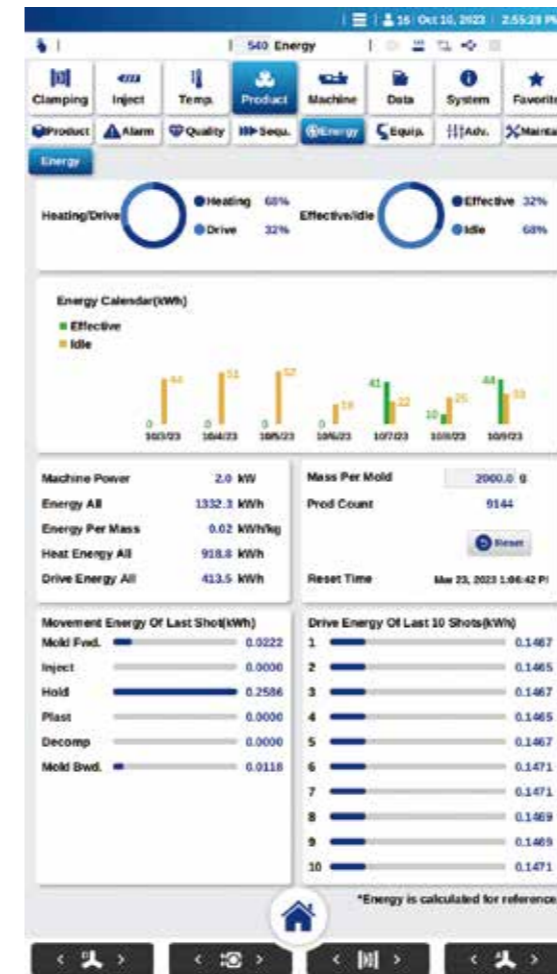 16 Oct 10, 2023 2:55:29 PM
540 Energy
Clamping Inject Temp. Product Machine Data System Favorite
Product Alarm Quality Sequ. Energy Equip. Adv. Mainta
Energy
Heating/Drive Heating 68% Effective/Idle Effective 32%
Drive 32% Idle 68%
Energy Calendar(kWh)
Effective
Idle
0 44 0 51 0 52 0 18 41 22 10 25 44 33
10/3/23 10/4/23 10/5/23 10/6/23 10/7/23 10/8/23 10/9/23
Machine Power 2.0 kW Mass Per Mold 2000.0 g
Energy All 1332.3 kWh Prod Count 9144
Energy Per Mass 0.02 kWh/kg
Reset
Heat Energy All 918.8 kWh
Drive Energy All 413.5 kWh Reset Time Mar 23, 2023 1:06:42 P
Movement Energy Of Last Shot(kWh) Drive Energy Of Last 10 Shots(kWh)
Mold Fwd. 0.0222 1 0.1467
Inject 0.0000 2 0.1465
Hold 0.2586 3 0.1467
Plast 0.0000 4 0.1465
Decomp 0.0000 5 0.1467
Mold Bwd. 0.0118 6 0.1471
7 0.1471
8 0.1469
9 0.1469
10 0.1471
*Energy is calculated for reference